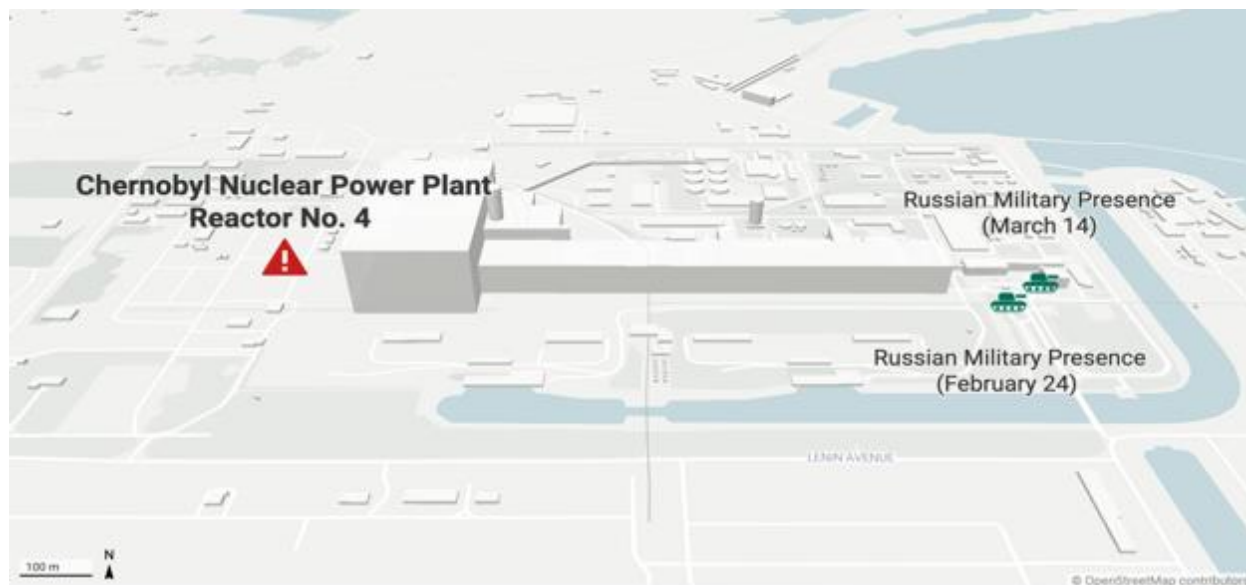 Chernobyl Nuclear Power Plant
Reactor No. 4
Russian Military Presence
(March 14)
Russian Military Presence
(February 24)
LENIN AVENUE
100 m
N
© OpenStreetMap contributors